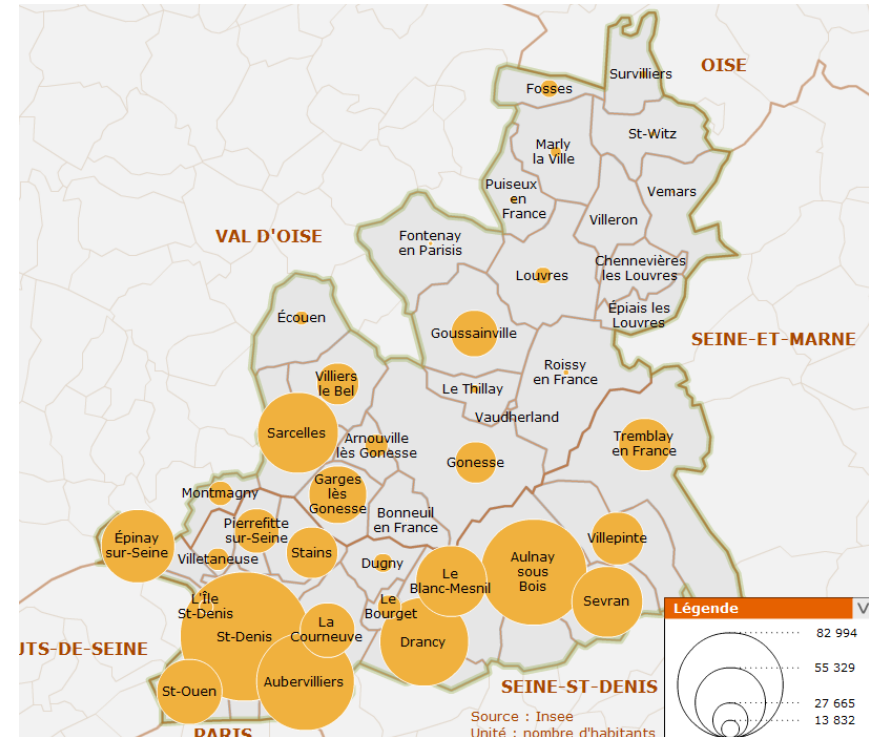 OISE
Survilliers
Fosses
St-Witz
Marly
la Ville
Puiseux
en
France
Vemars
Villeron
VAL D'OISE
Fontenay
en Parisis
Chennevières
les Louvres
Louvres
Épiais les
Louvres
Écouen
Goussainville
SEINE-ET-MARNE
Roissy
en France
Villiers
le Bel
Le Thillay
Vaudherland
Sarcelles
Arnouville
lès Gonesse
Tremblay
en France
Gonesse
Garges
lès
Gonesse
Montmagny
Bonneuil
en France
Pierrefitte
sur-Seine
Épinay
sur-Seine
Villepinte
Stains
Villetaneuse
Dugny
Aulnay
sous
Bois
Le
Blanc-Mesnil
L'Île
St-Denis
Le
Bourget
Sevran
St-Denis
La
Courneuve
Drancy
UTS-DE-SEINE
Aubervilliers
St-Ouen
SEINE-ST-DENIS
PARIS
Source : Insee
Unité : nombre d'habitants
Légende
V
82 994
55 329
27 665
13 832